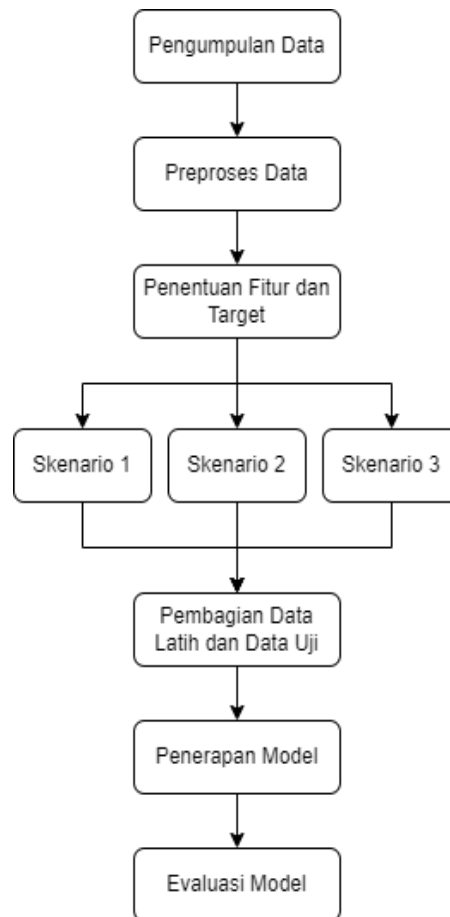 Pengumpulan Data
Preproses Data
Penentuan Fitur dan
Target
Skenario 1
Skenario 2
Skenario 3
Pembagian Data
Latih dan Data Uji
Penerapan Model
Evaluasi Model